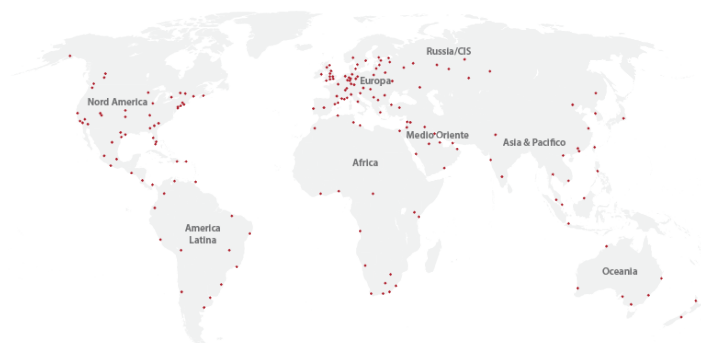 Russia/CIS
Europa
Nord America
Medio Oriente
Asia & Pacifico
Africa
America
Latina
Oceania